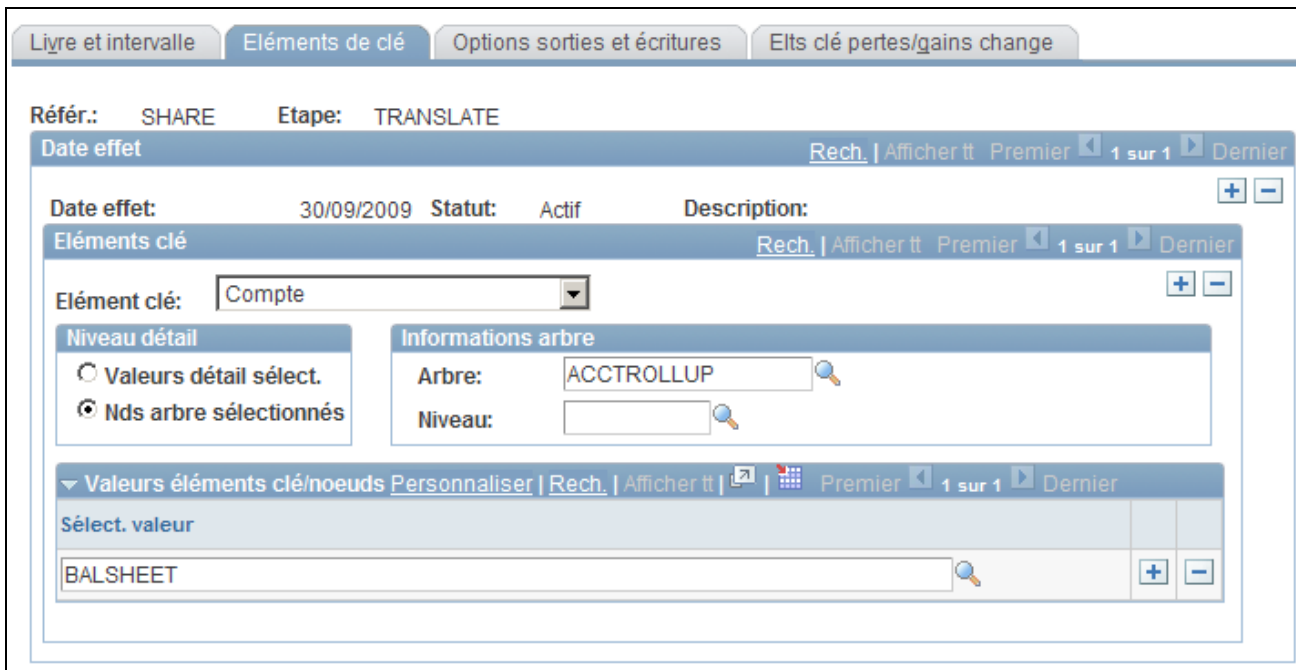 Livre et intervalle Eléments de clé Options sorties et écritures Elts clé pertes/gains change
Référ.: SHARE Etape: TRANSLATE
Date effet Rech. | Afficher tt Premier 1 sur 1 Dernier
Date effet: 30/09/2009 Statut: Actif Description:
Eléments clé Rech. | Afficher tt Premier 1 sur 1 Dernier
Elément clé: Compte
Niveau détail Informations arbre
Valeurs détail sélect. Arbre: ACCTROLLUP
Nds arbre sélectionnés Niveau:
Valeurs éléments clé/noeuds Personnaliser | Rech. | Afficher tt | | Premier 1 sur 1 Dernier
Sélect. valeur
BALSHEET